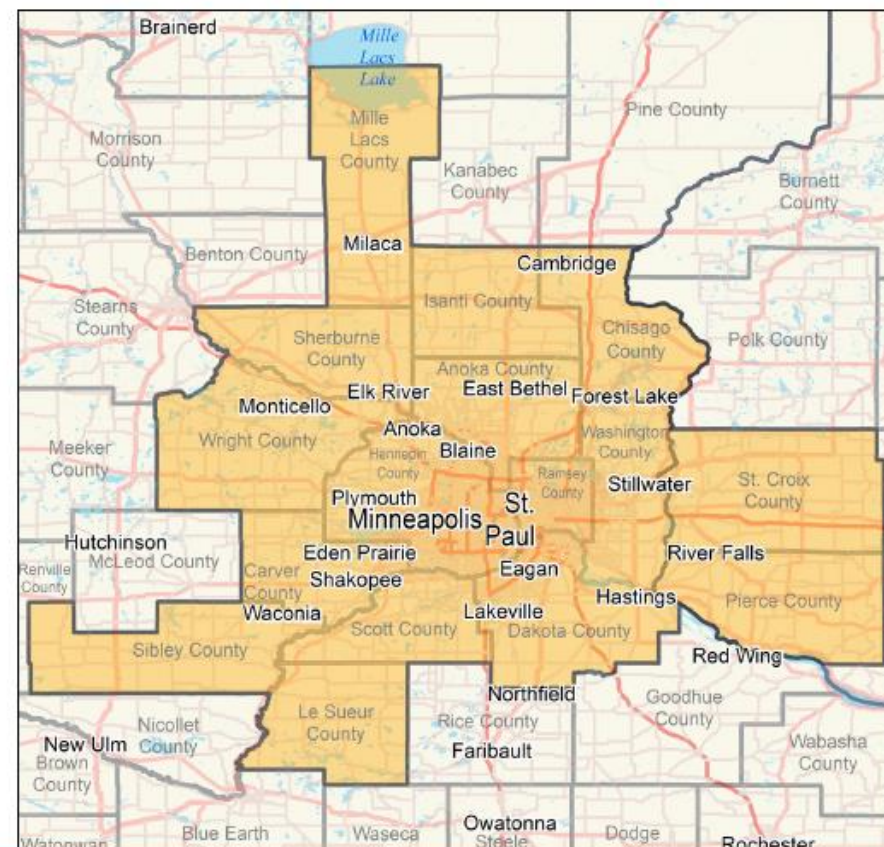 Brainerd
Mille
Lacs
Lake
Pine County
Mille
Lacs
County
Morrison
County
Kanabec
County
Burnett
County
Milaca
Benton County
Cambridge
Stearns
County
Isanti County
Sherburne
County
Chisago
County
Polk County
Anoka County
Elk River
East Bethel
Forest Lake
Monticello
Anoka
Wright County
Blaine
Washington
County
Meeker
County
Hennepin
County
Ramsey
County
Stillwater
St. Croix
County
Plymouth
Minneapolis
St.
Paul
Hutchinson
McLeod County
Eden Prairie
River Falls
Renville
County
Carver
County
Shakopee
Eagan
Waconia
Lakeville
Hastings
Pierce County
Scott County
Dakota County
Sibley County
Red Wing
Northfield
Goodhue
County
Le Sueur
County
Rice County
Nicollet
County
New Ulm
Brown
County
Faribault
Wabasha
County
Owatonna
Watonwan
Blue Earth
Waseca
Steele
Dodge
Rochester